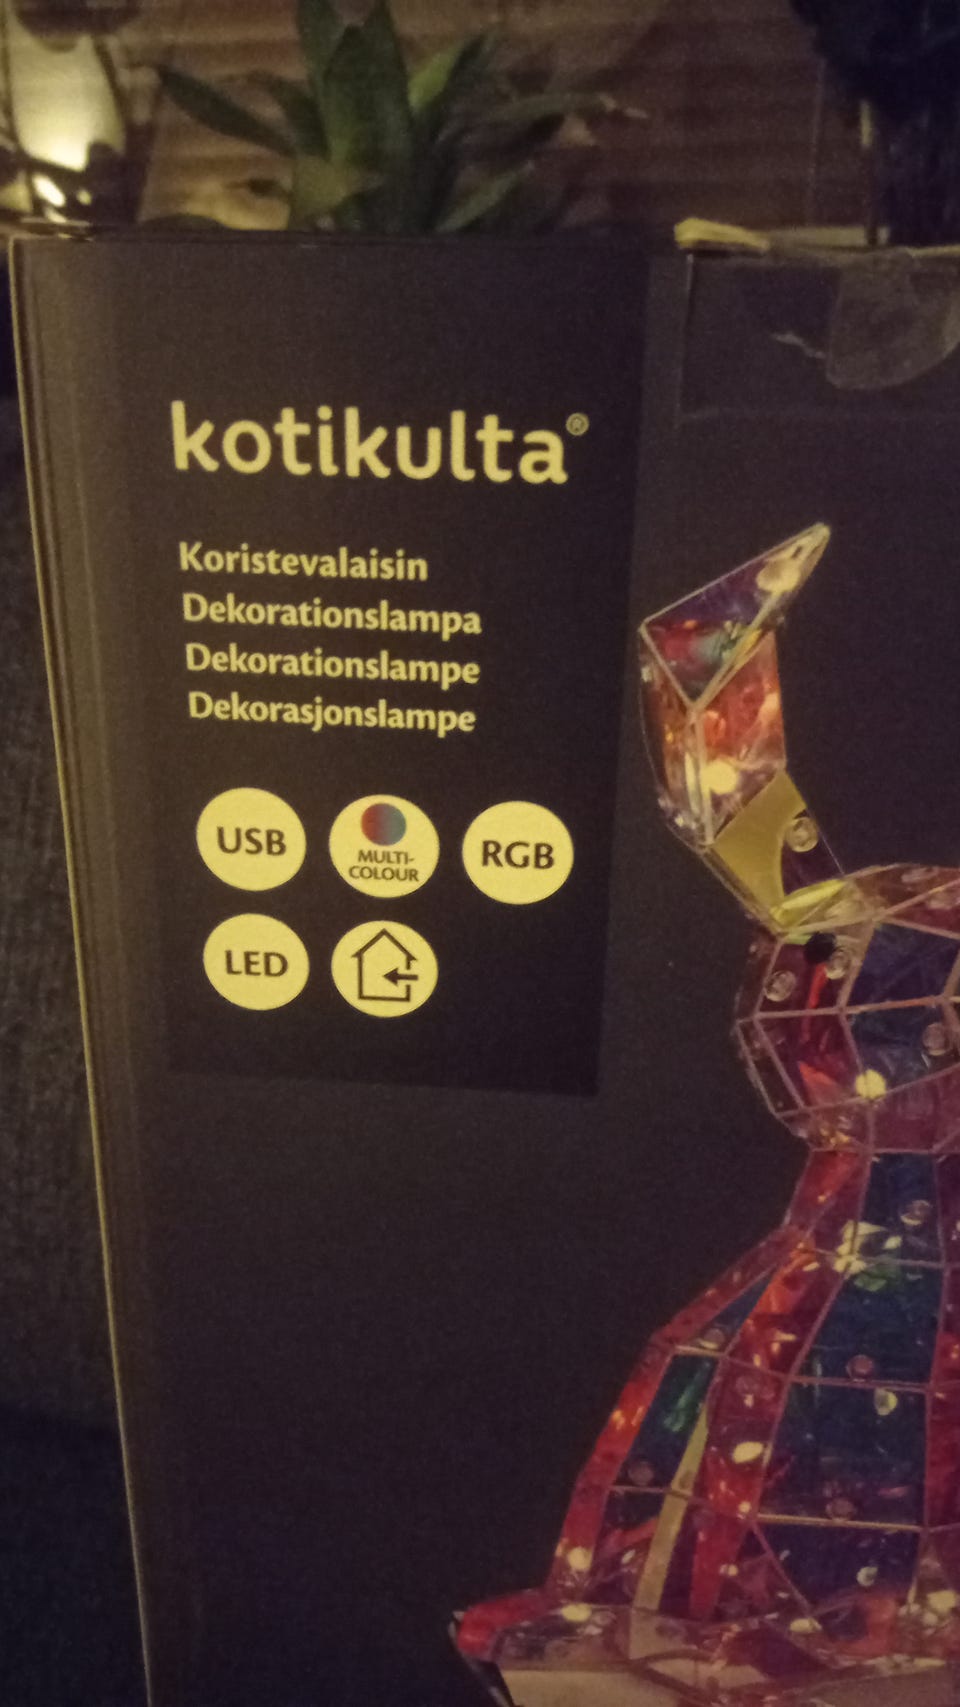 kotikulta®
Koristevalaisin
Dekorationslampa
Dekorationslampe
Dekorasjonslampe
USB
MULTI-
COLOUR
RGB
LED